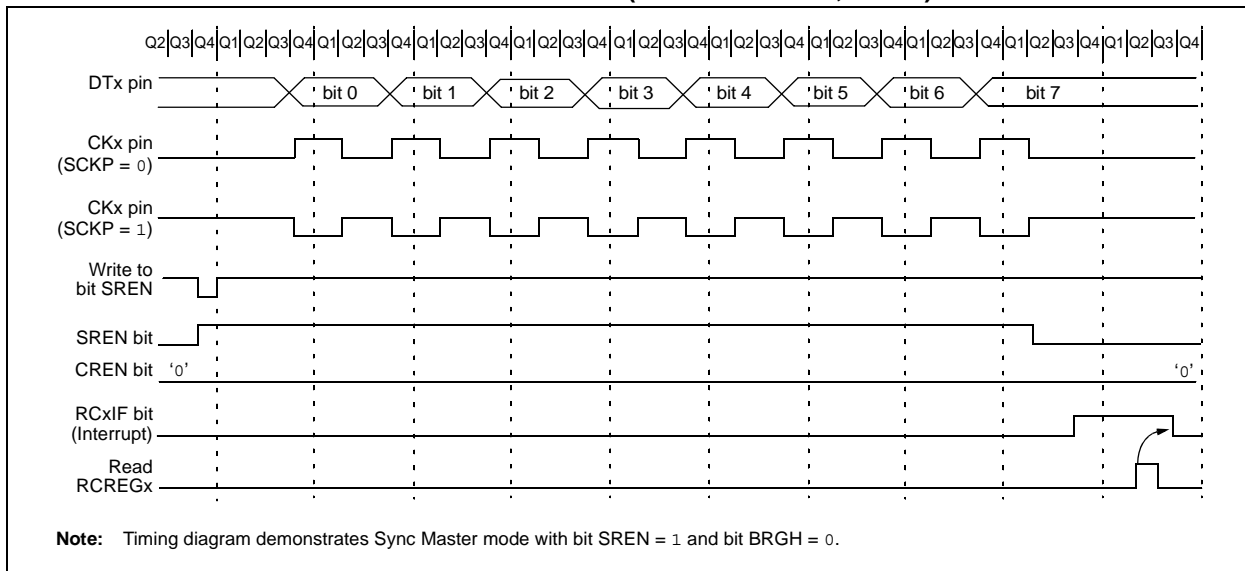 Q2 Q3 Q4 Q1 Q2 Q3 Q4 Q1 Q2 Q3 Q4 Q1 Q2 Q3 Q4 Q1 Q2 Q3 Q4 Q1 Q2 Q3 Q4 Q1 Q2 Q3 Q4 Q1 Q2 Q3 Q4 Q1 Q2 Q3 Q4 Q1 Q2 Q3 Q4 Q1 Q2 Q3 Q4
DTx pin bit 0 bit 1 bit 2 bit 3 bit 4 bit 5 bit 6 bit 7
CKx pin
(SCKP = 0)
CKx pin
(SCKP = 1)
Write to
bit SREN
SREN bit
CREN bit ‘0’ ‘0’
RCxIF bit
(Interrupt)
Read
RCREGx
Note: Timing diagram demonstrates Sync Master mode with bit SREN = 1 and bit BRGH = 0.